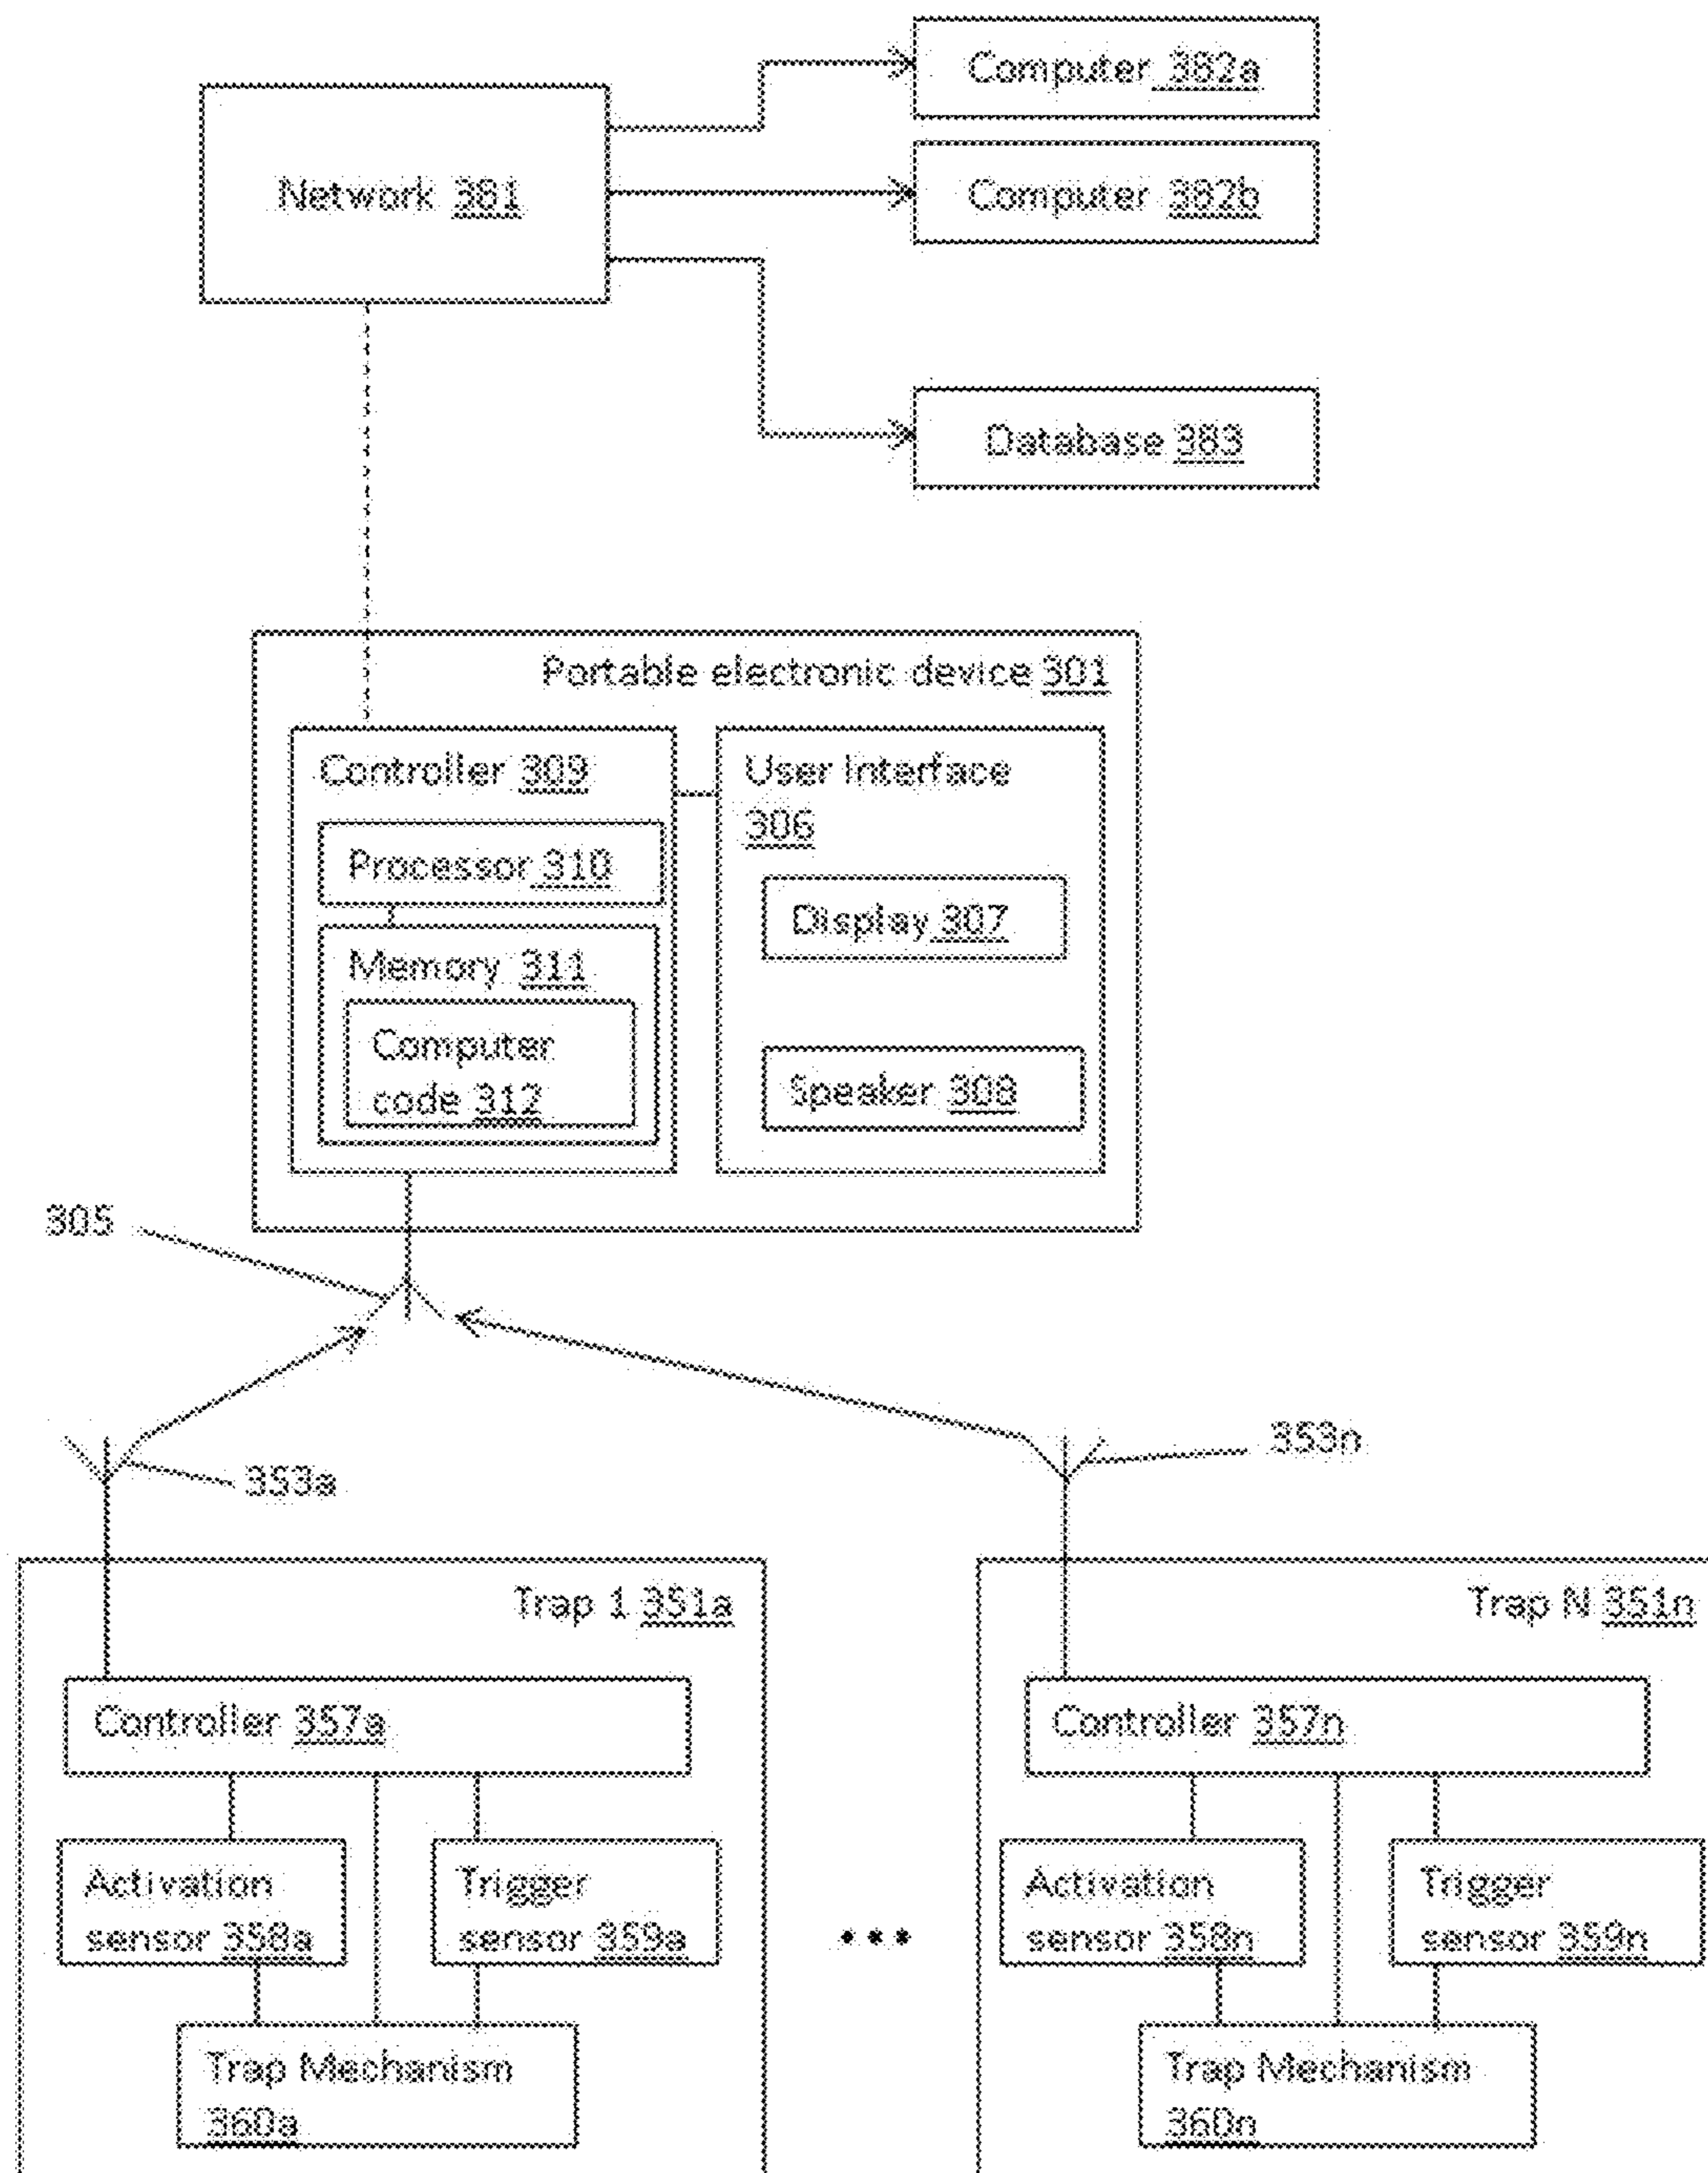 Computer 382a
Network 381
Computer 382b
Database 383
Portable electronic device 301
Controller 309
User Interface
306
Processor 310
Display 307
Memory 311
Computer
code 312
Speaker 308
305
353a
353n
Trap 1 351a
Trap N 351n
Controller 357a
Controller 357n
Activation
sensor 358a
Trigger
sensor 359a
...
Activation
sensor 358n
Trigger
sensor 359n
Trap Mechanism
360a
Trap Mechanism
360n